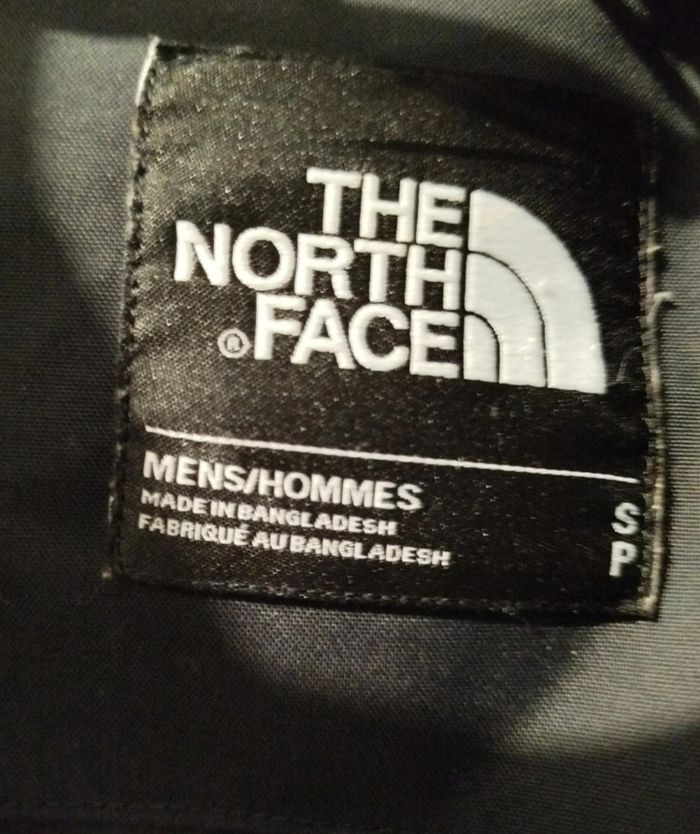 THE
NORTH
®FACE
MENS/HOMMES
MADE IN BANGLADESH
FABRIQUÉ AU BANGLADESH
S
P